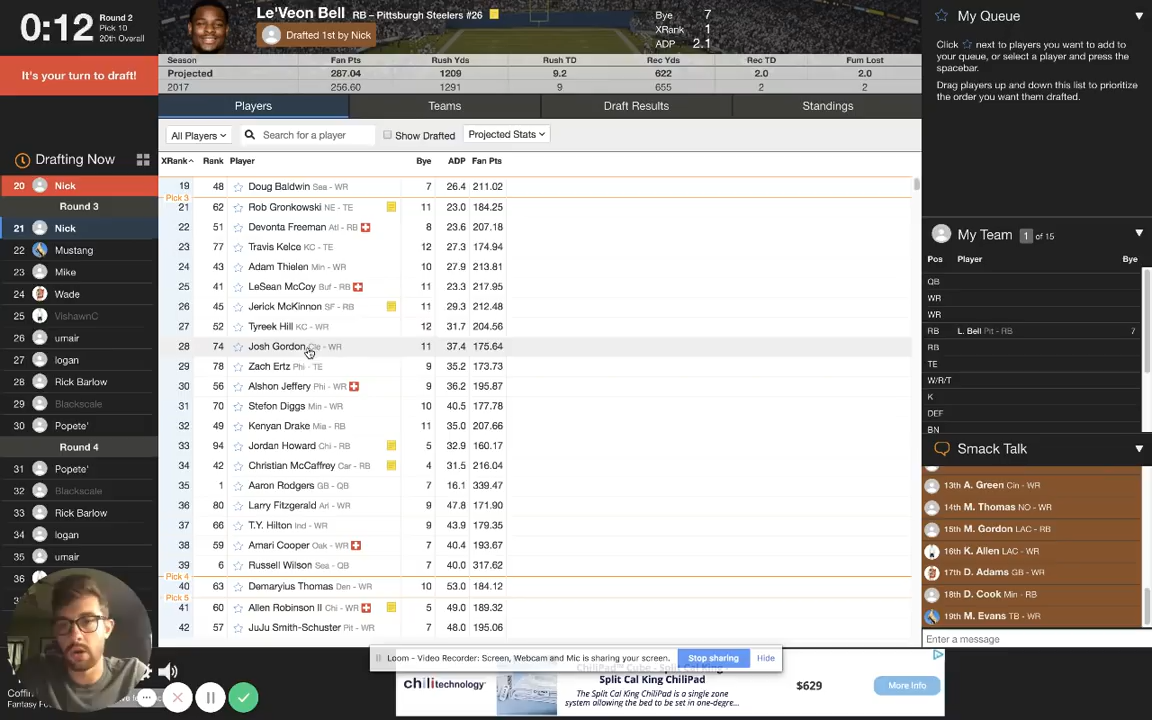 0:12
Round 2
Pick 10
20th Overall
Le'Veon Bell RB – Pittsburgh Steelers #26
Drafted 1st by Nick
Bye 7
XRank 1
ADP 2.1
It's your turn to draft!
Season Fan Pts Rush Yds Rush TD Rec Yds Rec TD Fum Lost
Projected 287.04 1209 9.2 622 2.0 2.0
2017 256.60 1291 9 655 2 2
Players Teams Draft Results Standings
All Players Search for a player Show Drafted Projected Stats
Drafting Now
20 Nick
Round 3
21 Nick
22 Mustang
23 Mike
24 Wade
25 VishawnC
26 umair
27 logan
28 Rick Barlow
29 Blackscale
30 Popete'
Round 4
31 Popete'
32 Blackscale
33 Rick Barlow
34 logan
35 umair
36
XRank Rank Player Bye ADP Fan Pts
19 48 Doug Baldwin Sea - WR 7 26.4 211.02
Pick 3
21 62 Rob Gronkowski NE - TE 11 23.0 184.25
22 51 Devonta Freeman Atl - RB 8 23.6 207.18
23 77 Travis Kelce KC - TE 12 27.3 174.94
24 43 Adam Thielen Min - WR 10 27.9 213.81
25 41 LeSean McCoy Buf - RB 11 23.3 217.95
26 45 Jerick McKinnon SF - RB 11 29.3 212.48
27 52 Tyreek Hill KC - WR 12 31.7 204.56
28 74 Josh Gordon Cle - WR 11 37.4 175.64
29 78 Zach Ertz Phi - TE 9 35.2 173.73
30 56 Alshon Jeffery Phi - WR 9 36.2 195.87
31 70 Stefon Diggs Min - WR 10 40.5 177.78
32 49 Kenyan Drake Mia - RB 11 35.0 207.66
33 94 Jordan Howard Chi - RB 5 32.9 160.17
34 42 Christian McCaffrey Car - RB 4 31.5 216.04
35 1 Aaron Rodgers GB - QB 7 16.1 339.47
36 80 Larry Fitzgerald Ari - WR 9 47.8 171.90
37 66 T.Y. Hilton Ind - WR 9 43.9 179.35
38 59 Amari Cooper Oak - WR 7 40.4 193.67
39 6 Russell Wilson Sea - QB 7 40.0 317.62
Pick 4
40 63 Demaryius Thomas Den - WR 10 53.0 184.12
Pick 5
41 60 Allen Robinson II Chi - WR 5 49.0 189.32
42 57 JuJu Smith-Schuster Pit - WR 7 48.0 195.06
My Queue
Click next to players you want to add to
your queue, or select a player and press the
spacebar.
Drag players up and down this list to prioritize
the order you want them drafted.
My Team 1 of 15
Pos Player Bye
QB
WR
WR
RB L. Bell Pit - RB 7
RB
TE
W/R/T
K
DEF
BN
Smack Talk
13th A. Green Cin - WR
14th M. Thomas NO - WR
15th M. Gordon LAC - RB
16th K. Allen LAC - WR
17th D. Adams GB - WR
18th D. Cook Min - RB
19th M. Evans TB - WR
Enter a message
Loom - Video Recorder: Screen, Webcam and Mic is sharing your screen. Stop sharing Hide
chilitechnology
Split Cal King ChiliPad
The Split Cal King ChiliPad is a single zone
system allowing the bed to be set in one-degree...
$629
More Info